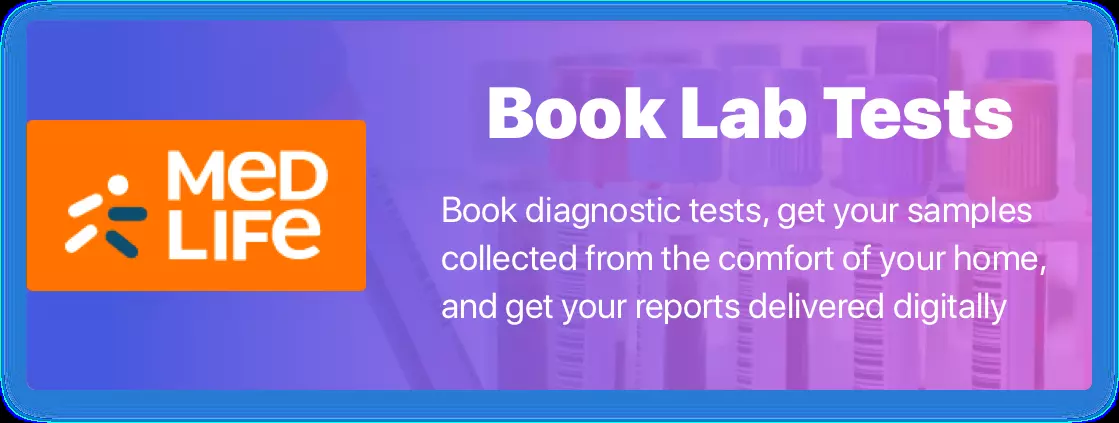 MeD
LIFe
Book Lab Tests
Book diagnostic tests, get your samples
collected from the comfort of your home,
and get your reports delivered digitally